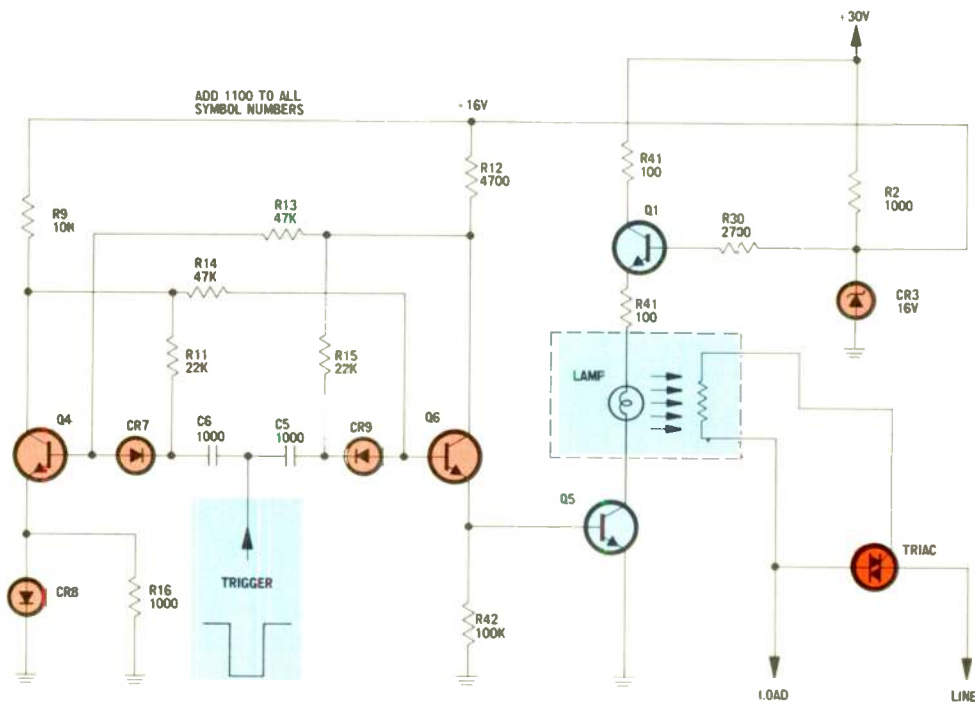 +30V
ADD 1100 TO ALL
SYMBOL NUMBERS
+16V
R41
100
R12
4700
R2
1000
R9
10K
R13
47K
Q1
R30
2700
R14
47K
CR3
16V
R41
100
R11
22K
R15
22K
LAMP
Q4
CR7
C6
1000
C5
1000
CR9
Q6
Q5
TRIAC
TRIGGER
CR8
R16
1000
R42
100K
LOAD
LINE